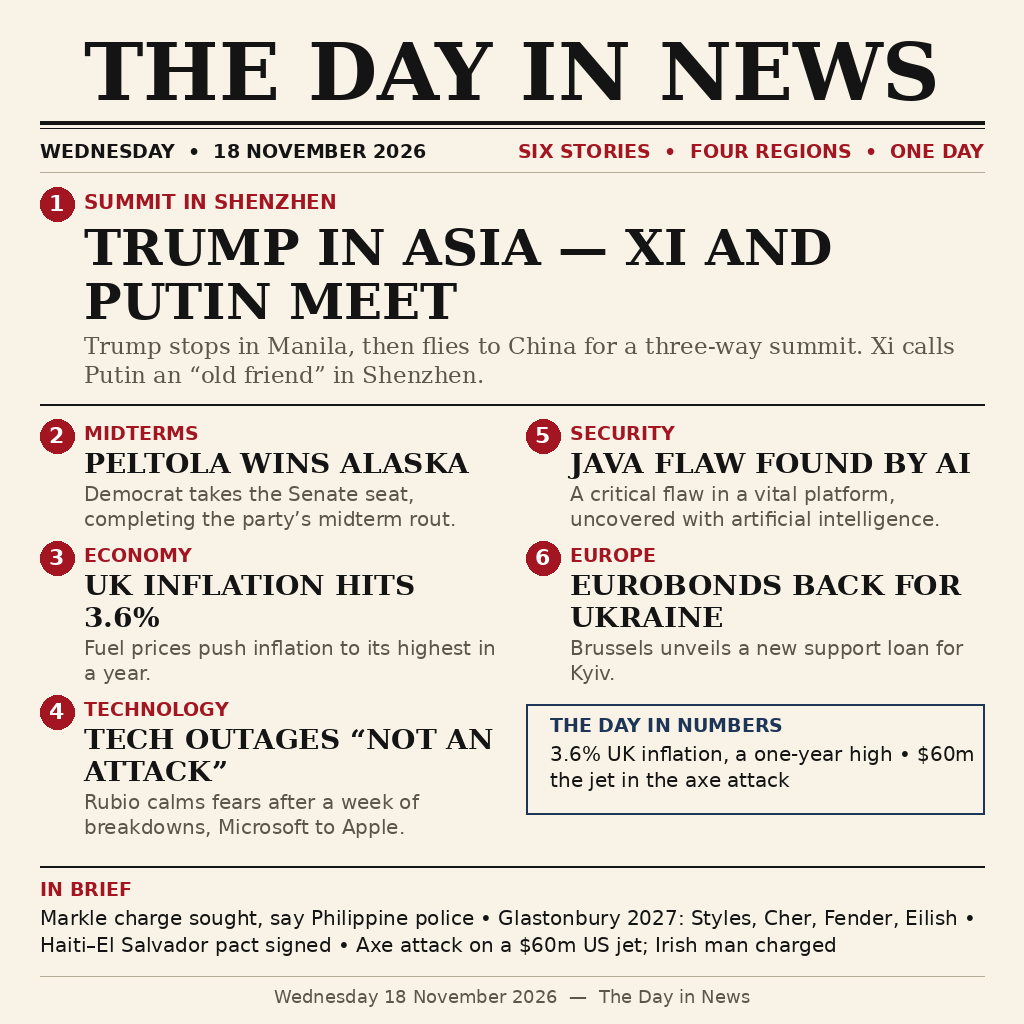 THE DAY IN NEWS
WEDNESDAY • 18 NOVEMBER 2026
SIX STORIES • FOUR REGIONS • ONE DAY
1 SUMMIT IN SHENZHEN
TRUMP IN ASIA — XI AND
PUTIN MEET
Trump stops in Manila, then flies to China for a three-way summit. Xi calls
Putin an “old friend” in Shenzhen.
2 MIDTERMS
PELTOLA WINS ALASKA
Democrat takes the Senate seat,
completing the party’s midterm rout.
3 ECONOMY
UK INFLATION HITS
3.6%
Fuel prices push inflation to its highest in
a year.
4 TECHNOLOGY
TECH OUTAGES “NOT AN
ATTACK”
Rubio calms fears after a week of
breakdowns, Microsoft to Apple.
5 SECURITY
JAVA FLAW FOUND BY AI
A critical flaw in a vital platform,
uncovered with artificial intelligence.
6 EUROPE
EUROBONDS BACK FOR
UKRAINE
Brussels unveils a new support loan for
Kyiv.
THE DAY IN NUMBERS
3.6% UK inflation, a one-year high • $60m
the jet in the axe attack
IN BRIEF
Markle charge sought, say Philippine police • Glastonbury 2027: Styles, Cher, Fender, Eilish •
Haiti–El Salvador pact signed • Axe attack on a $60m US jet; Irish man charged
Wednesday 18 November 2026 — The Day in News